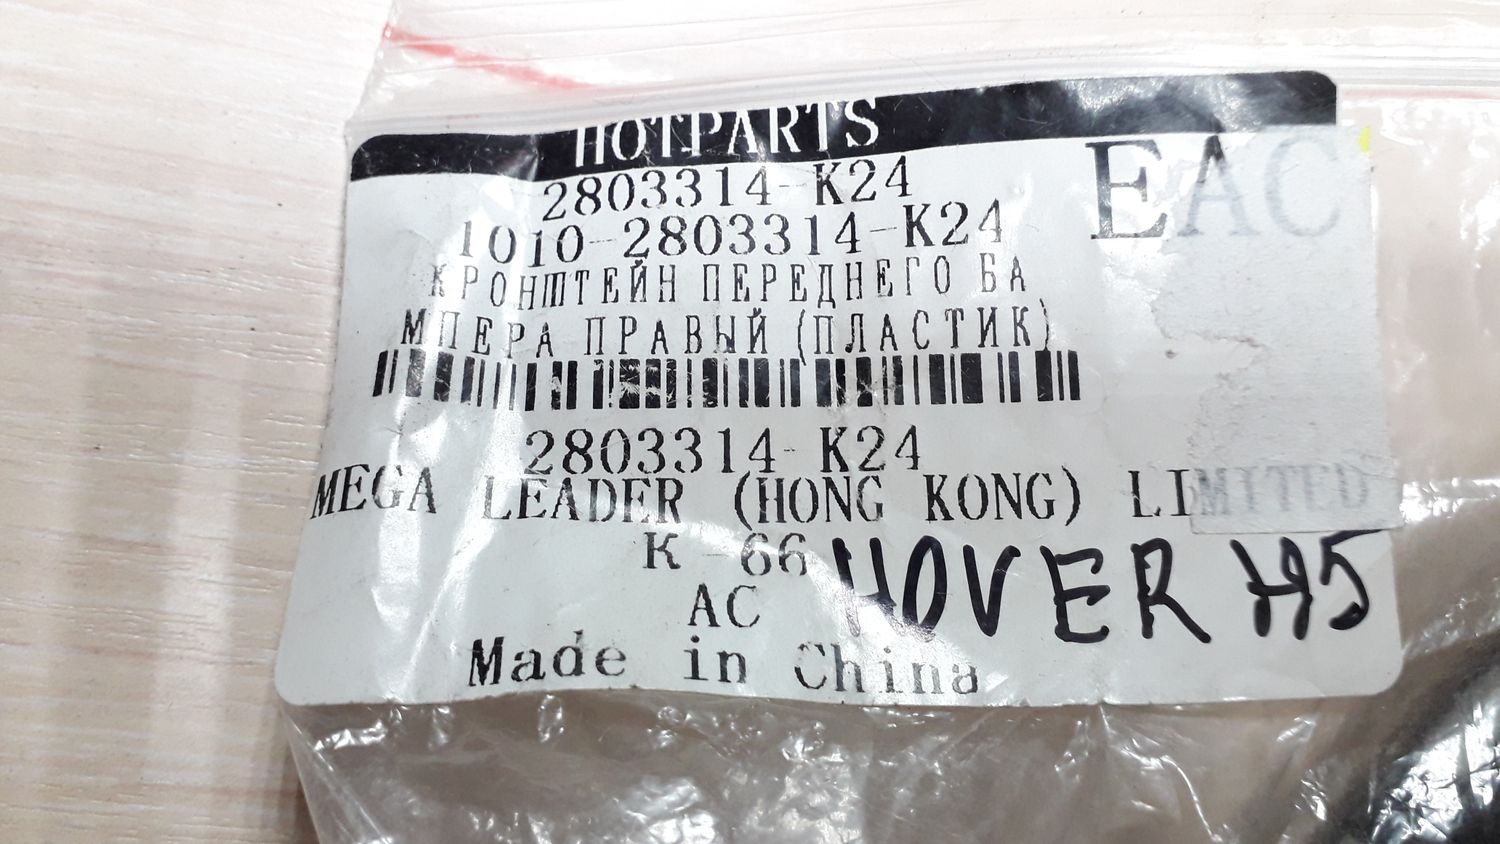 HOTPARTS
EAC
2803314-K24
1010-2803314-K24
КРОНШТЕЙН ПЕРЕДНЕГО БА
МПЕРА ПРАВЫЙ (ПЛАСТИК)
2803314-K24
MEGA LEADER (HONG KONG) LIMITED
K-66
AC
HOVER H5
Made in China